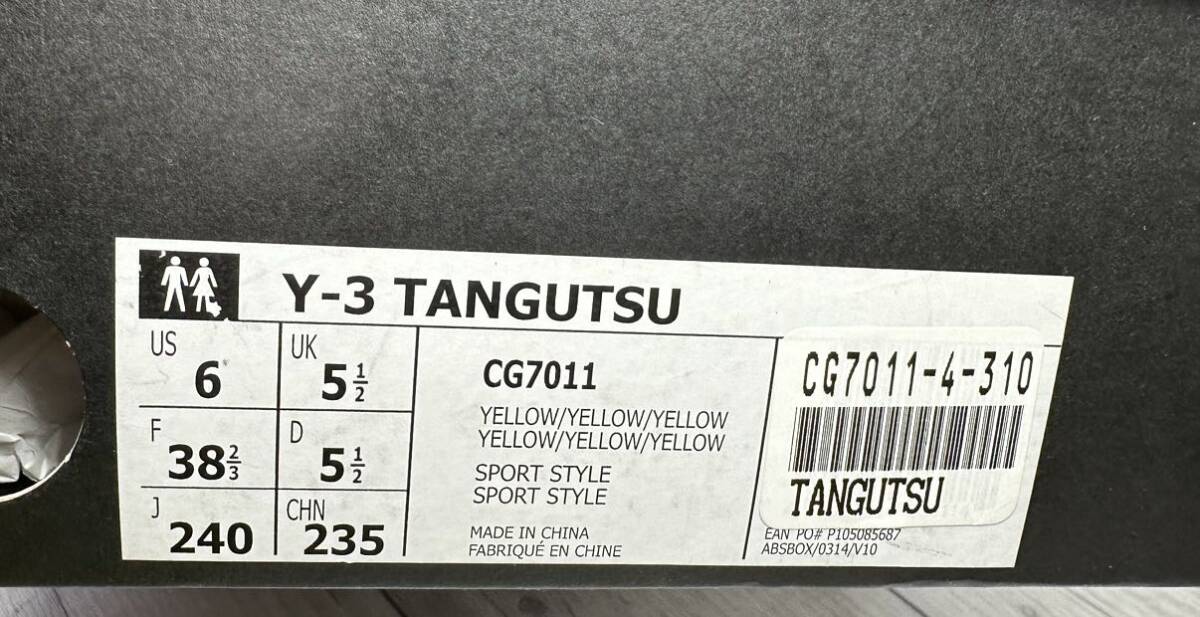 Y-3 TANGUTSU
US 6
UK 5 1/2
F 38 2/3
D 5 1/2
J 240
CHN 235
CG7011
YELLOW/YELLOW/YELLOW
YELLOW/YELLOW/YELLOW
SPORT STYLE
SPORT STYLE
MADE IN CHINA
FABRIQUÉ EN CHINE
CG7011-4-310
TANGUTSU
EAN PO# P105085687
ABSBOX/0314/V10